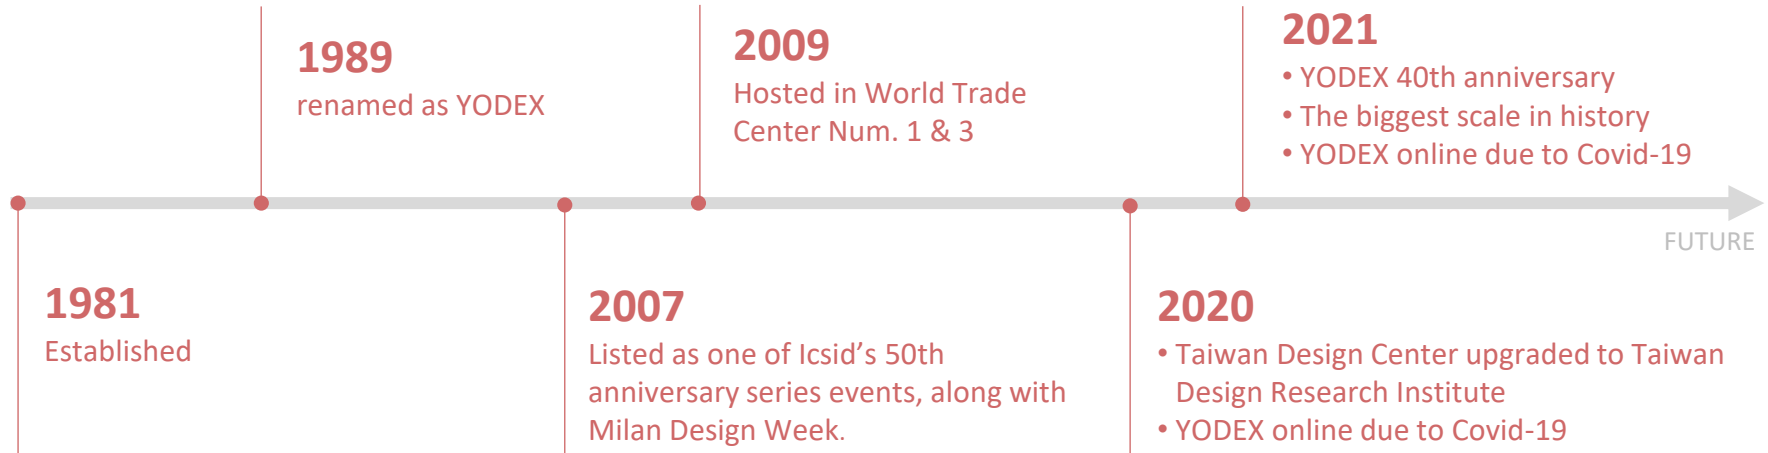 1989
renamed as YODEX
2009
Hosted in World Trade
Center Num. 1 & 3
2021
• YODEX 40th anniversary
• The biggest scale in history
• YODEX online due to Covid-19
FUTURE
1981
Established
2007
Listed as one of Icsid’s 50th
anniversary series events, along with
Milan Design Week.
2020
• Taiwan Design Center upgraded to Taiwan
Design Research Institute
• YODEX online due to Covid-19